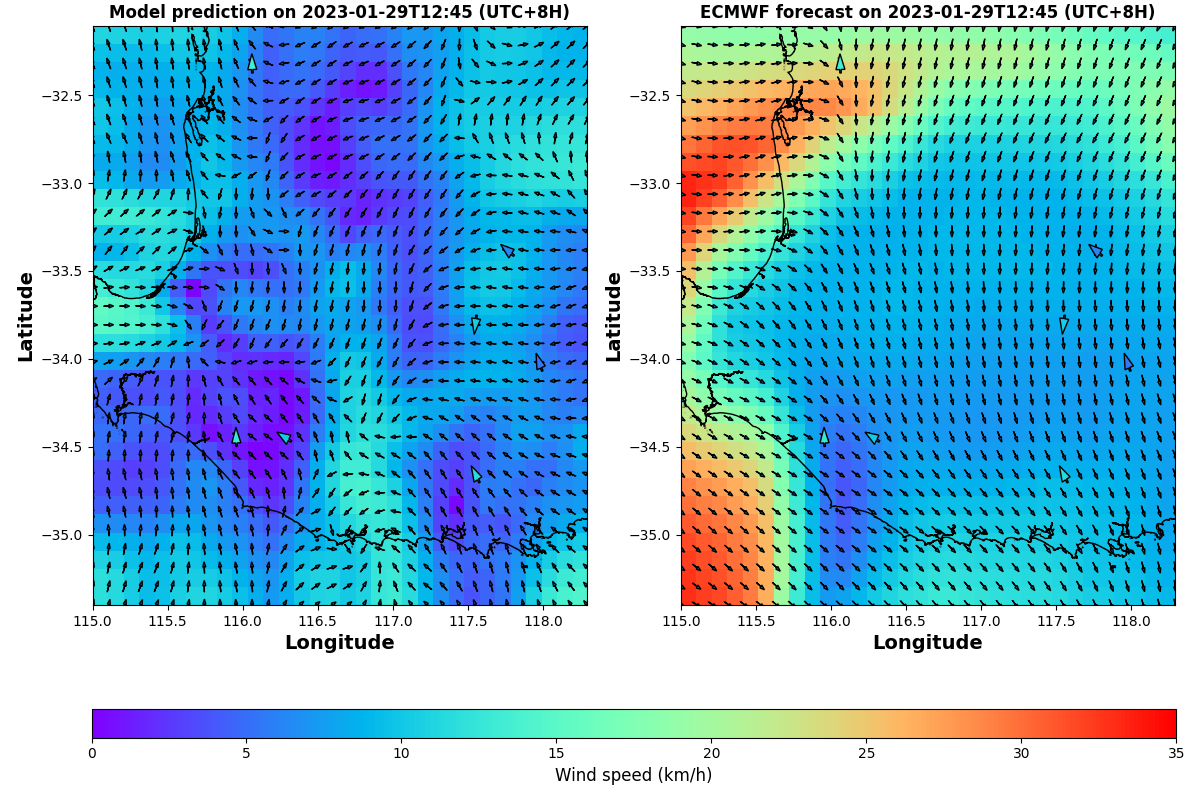 Model prediction on 2023-01-29T12:45 (UTC+8H)
ECMWF forecast on 2023-01-29T12:45 (UTC+8H)
Latitude
−32.5
−33.0
−33.5
−34.0
−34.5
−35.0
115.0 115.5 116.0 116.5 117.0 117.5 118.0
Longitude
Latitude
−32.5
−33.0
−33.5
−34.0
−34.5
−35.0
115.0 115.5 116.0 116.5 117.0 117.5 118.0
Longitude
0 5 10 15 20 25 30 35
Wind speed (km/h)